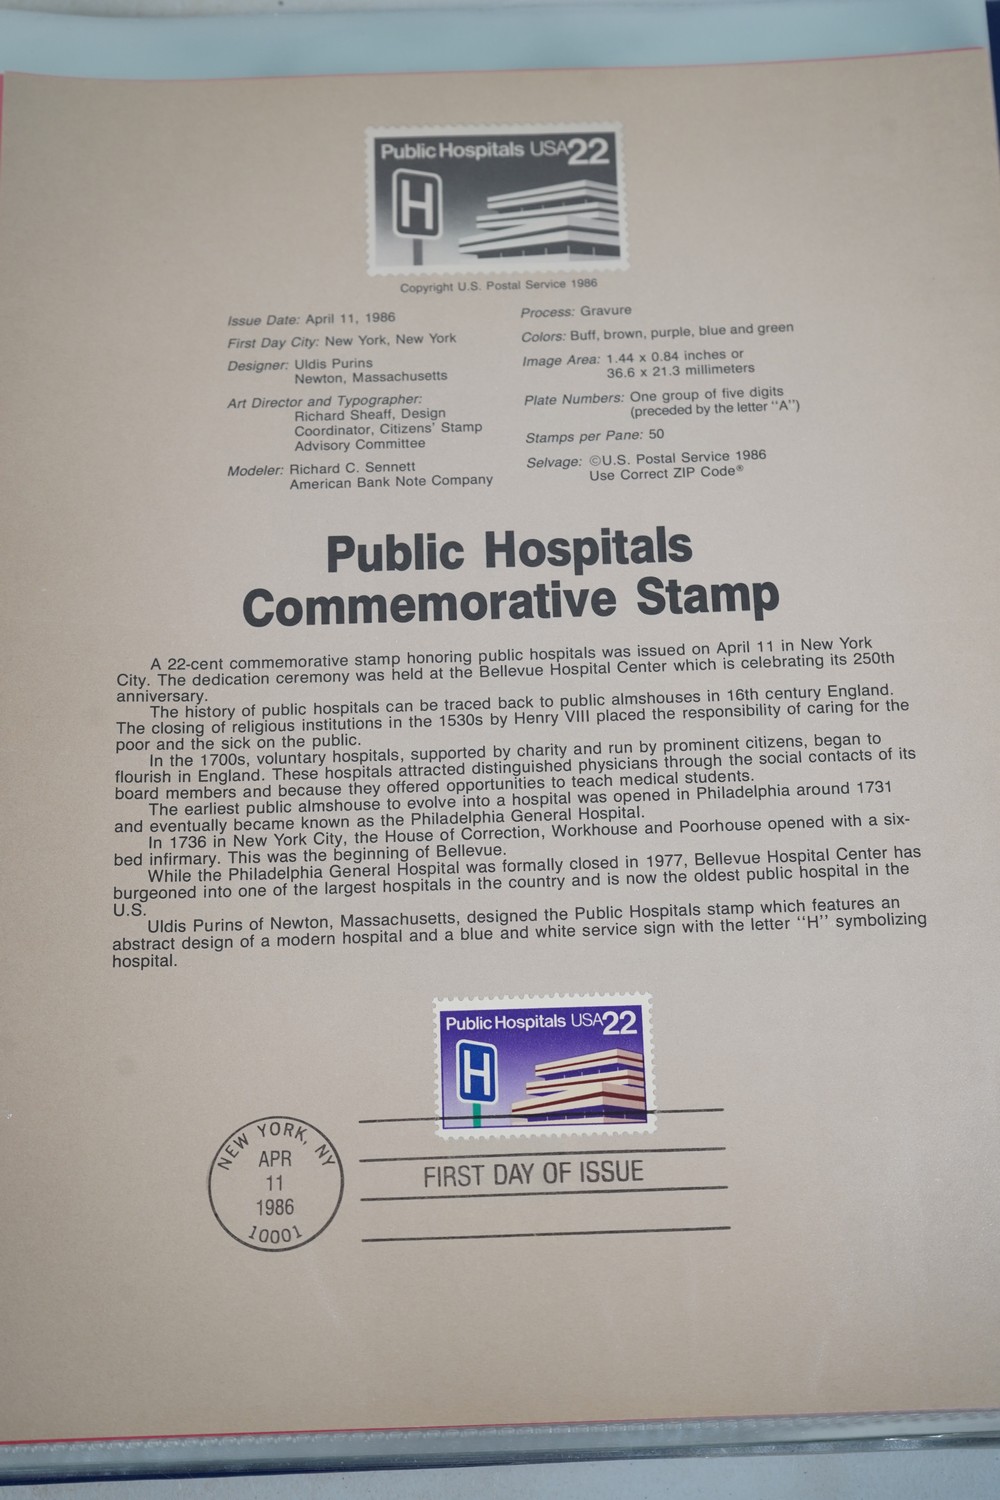 Public Hospitals USA 22
H
Copyright U.S. Postal Service 1986
Issue Date: April 11, 1986
First Day City: New York, New York
Designer: Uldis Purins
Newton, Massachusetts
Art Director and Typographer:
Richard Sheaff, Design
Coordinator, Citizens' Stamp
Advisory Committee
Modeler: Richard C. Sennett
American Bank Note Company
Process: Gravure
Colors: Buff, brown, purple, blue and green
Image Area: 1.44 x 0.84 inches or
36.6 x 21.3 millimeters
Plate Numbers: One group of five digits
(preceded by the letter "A")
Stamps per Pane: 50
Selvage: ©U.S. Postal Service 1986
Use Correct ZIP Code®
Public Hospitals
Commemorative Stamp
A 22-cent commemorative stamp honoring public hospitals was issued on April 11 in New York
City. The dedication ceremony was held at the Bellevue Hospital Center which is celebrating its 250th
anniversary.
The history of public hospitals can be traced back to public almshouses in 16th century England.
The closing of religious institutions in the 1530s by Henry VIII placed the responsibility of caring for the
poor and the sick on the public.
In the 1700s, voluntary hospitals, supported by charity and run by prominent citizens, began to
flourish in England. These hospitals attracted distinguished physicians through the social contacts of its
board members and because they offered opportunities to teach medical students.
The earliest public almshouse to evolve into a hospital was opened in Philadelphia around 1731
and eventually became known as the Philadelphia General Hospital.
In 1736 in New York City, the House of Correction, Workhouse and Poorhouse opened with a six-
bed infirmary. This was the beginning of Bellevue.
While the Philadelphia General Hospital was formally closed in 1977, Bellevue Hospital Center has
burgeoned into one of the largest hospitals in the country and is now the oldest public hospital in the
U.S.
Uldis Purins of Newton, Massachusetts, designed the Public Hospitals stamp which features an
abstract design of a modern hospital and a blue and white service sign with the letter "H" symbolizing
hospital.
Public Hospitals USA 22
H
NEW YORK, NY
APR
11
1986
10001
FIRST DAY OF ISSUE